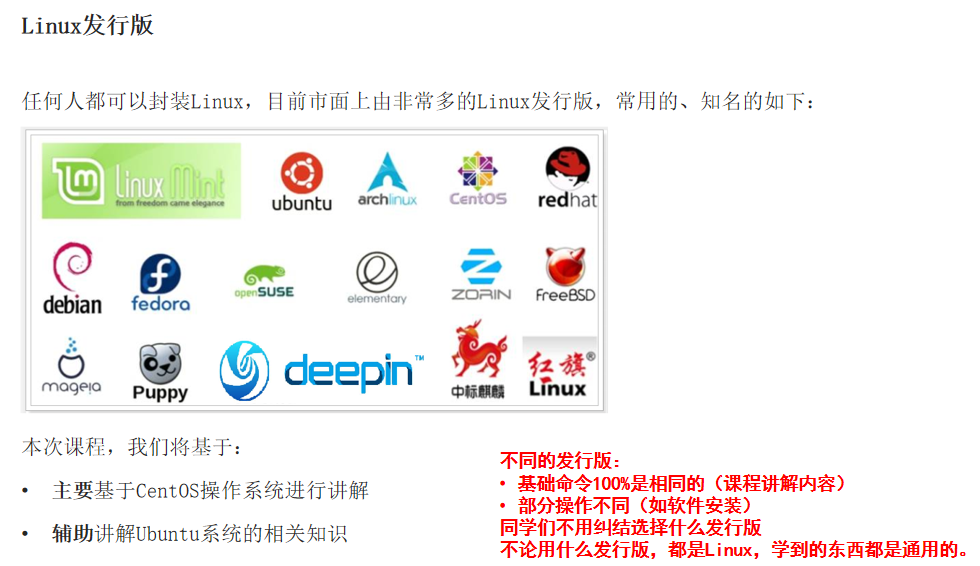 Linux发行版
任何人都可以封装Linux，目前市面上由非常多的Linux发行版，常用的、知名的如下：
Linux Mint
from freedom came elegance
ubuntu
archlinux
CentOS
redhat
debian
fedora
openSUSE
elementary
ZORIN
FreeBSD
mageia
Puppy
deepin™
中标麒麟
红旗®
Linux
本次课程，我们将基于：
• 主要基于CentOS操作系统进行讲解
• 辅助讲解Ubuntu系统的相关知识
不同的发行版：
• 基础命令100%是相同的（课程讲解内容）
• 部分操作不同（如软件安装）
同学们不用纠结选择什么发行版
不论用什么发行版，都是Linux，学到的东西都是通用的。